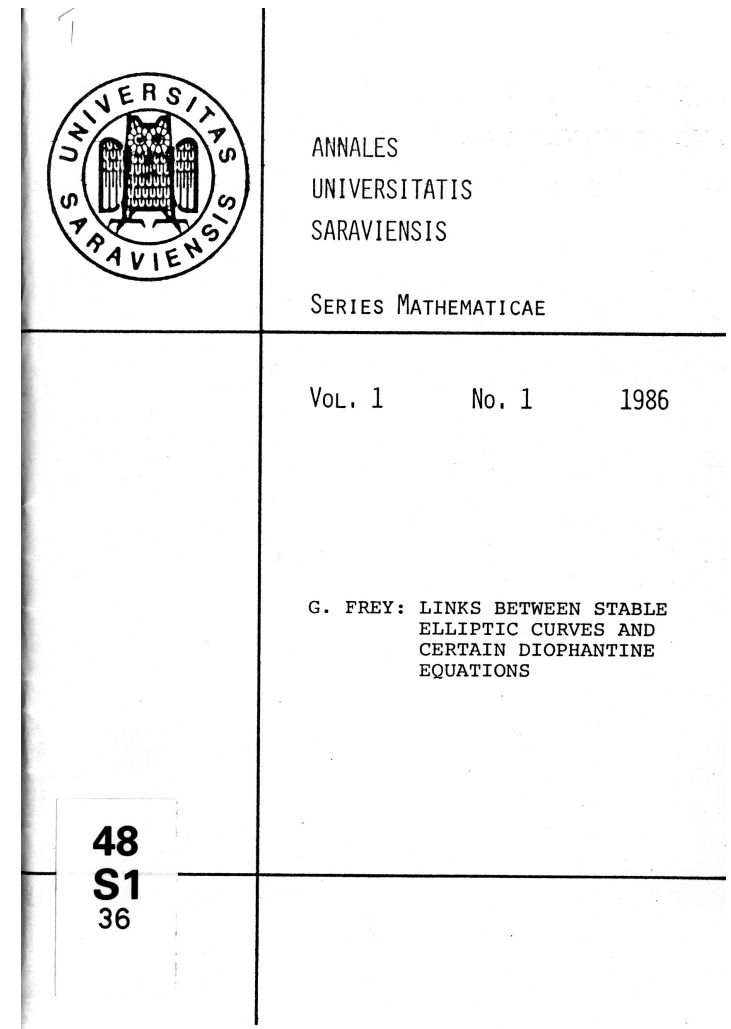 UNIVERSITAS
SARAVIENSIS
ANNALES
UNIVERSITATIS
SARAVIENSIS
SERIES MATHEMATICAE
VOL. 1 No. 1 1986
G. FREY: LINKS BETWEEN STABLE
ELLIPTIC CURVES AND
CERTAIN DIOPHANTINE
EQUATIONS
48
S1
36